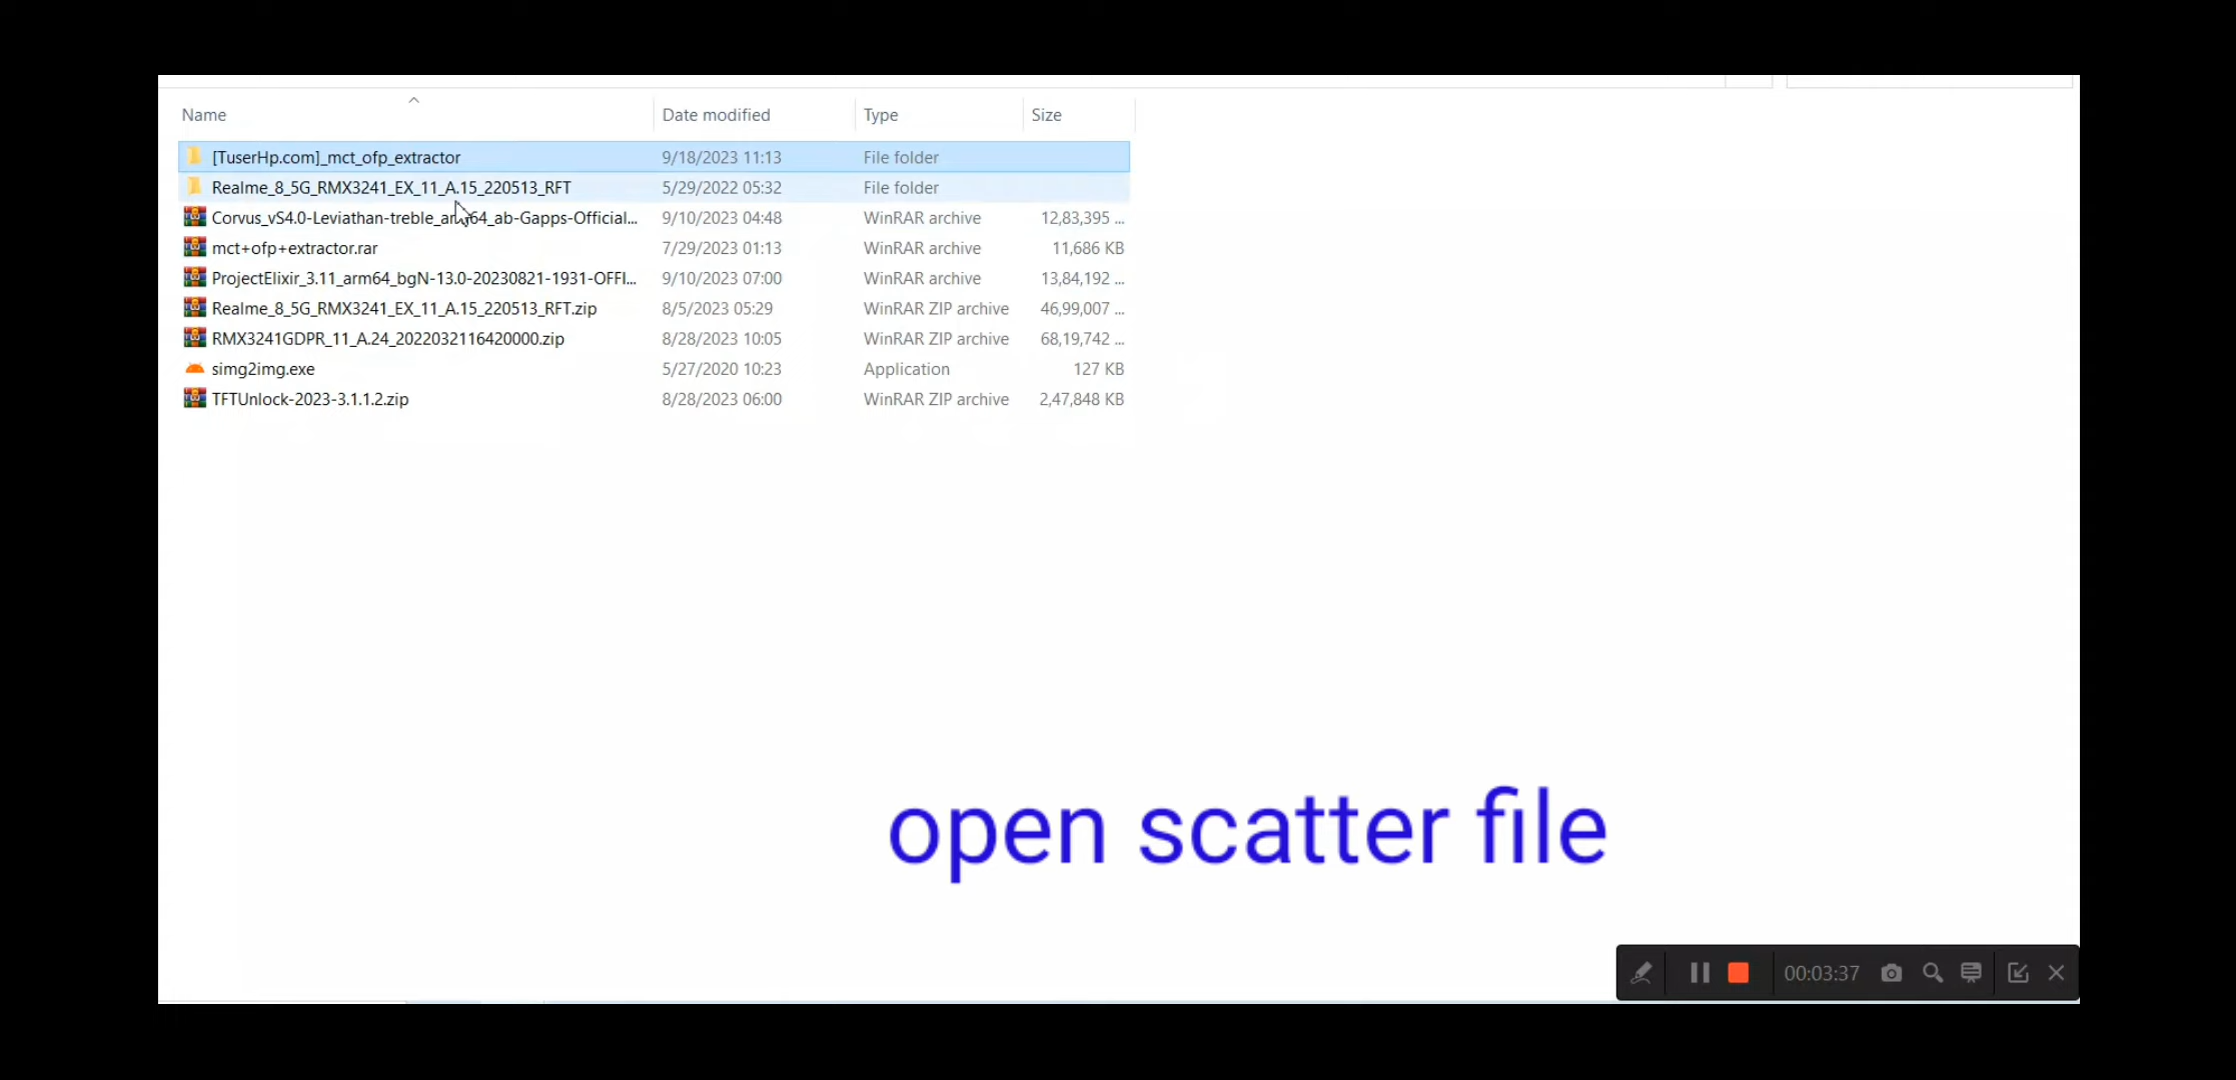 Name Date modified Type Size
[TuserHp.com]_mct_ofp_extractor 9/18/2023 11:13 File folder
Realme_8_5G_RMX3241_EX_11_A.15_220513_RFT 5/29/2022 05:32 File folder
Corvus_vS4.0-Leviathan-treble_arm64_ab-Gapps-Official... 9/10/2023 04:48 WinRAR archive 12,83,395 ...
mct+ofp+extractor.rar 7/29/2023 01:13 WinRAR archive 11,686 KB
ProjectElixir_3.11_arm64_bgN-13.0-20230821-1931-OFFI... 9/10/2023 07:00 WinRAR archive 13,84,192 ...
Realme_8_5G_RMX3241_EX_11_A.15_220513_RFT.zip 8/5/2023 05:29 WinRAR ZIP archive 46,99,007 ...
RMX3241GDPR_11_A.24_2022032116420000.zip 8/28/2023 10:05 WinRAR ZIP archive 68,19,742 ...
simg2img.exe 5/27/2020 10:23 Application 127 KB
TFTUnlock-2023-3.1.1.2.zip 8/28/2023 06:00 WinRAR ZIP archive 2,47,848 KB
open scatter file
00:03:37